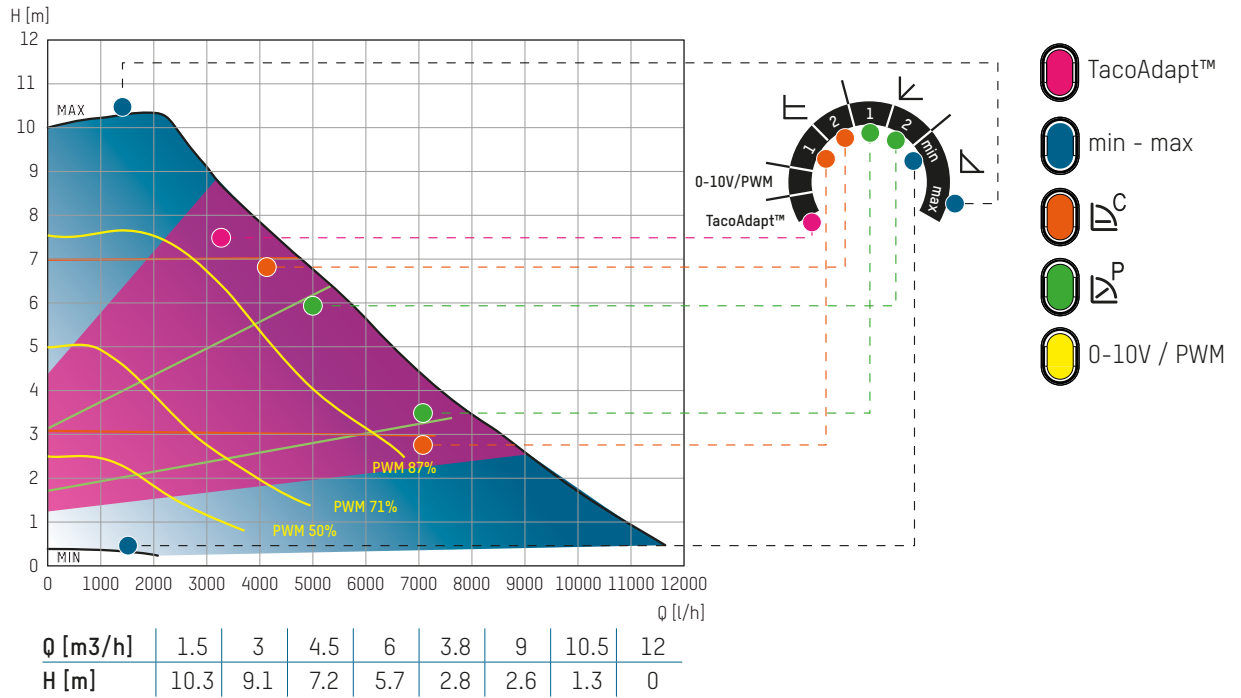 H [m]
12
11
10
9
8
7
6
5
4
3
2
1
0
MAX
MIN
PWM 87%
PWM 71%
PWM 50%
0 1000 2000 3000 4000 5000 6000 7000 8000 9000 10000 11000 12000
Q [l/h]
TacoAdapt™
0-10V/PWM
1
2
1
2
min
max
TacoAdapt™
min - max
C
P
0-10V / PWM
Q [m3/h] 1.5 3 4.5 6 3.8 9 10.5 12
H [m] 10.3 9.1 7.2 5.7 2.8 2.6 1.3 0